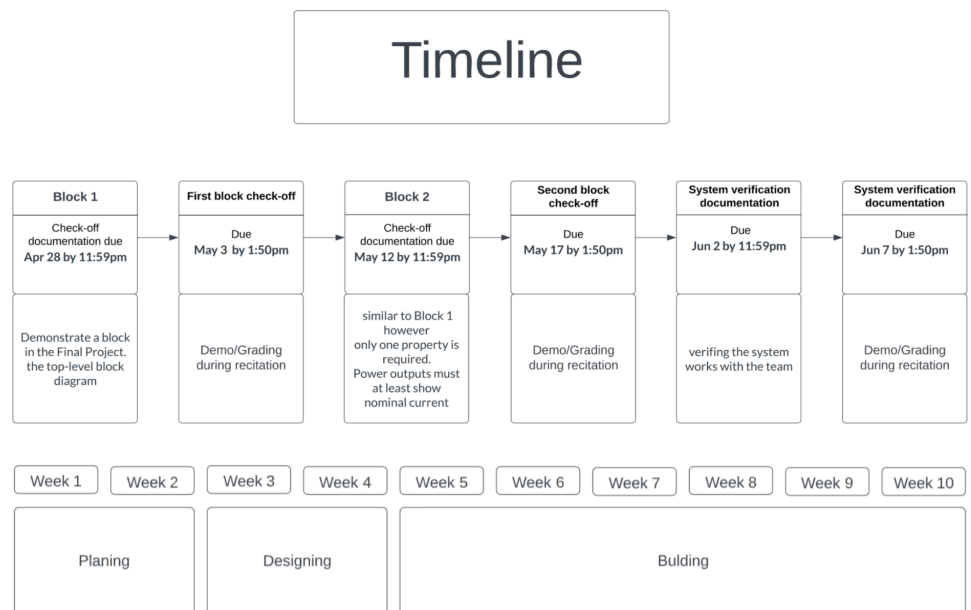 Timeline
Block 1
Check-off
documentation due
Apr 28 by 11:59pm
Demonstrate a block
in the Final Project.
the top-level block
diagram
First block check-off
Due
May 3 by 1:50pm
Demo/Grading
during recitation
Block 2
Check-off
documentation due
May 12 by 11:59pm
similar to Block 1
however
only one property is
required.
Power outputs must
at least show
nominal current
Second block
check-off
Due
May 17 by 1:50pm
Demo/Grading
during recitation
System verification
documentation
Due
Jun 2 by 11:59pm
verifing the system
works with the team
System verification
documentation
Due
Jun 7 by 1:50pm
Demo/Grading
during recitation
Week 1
Week 2
Week 3
Week 4
Week 5
Week 6
Week 7
Week 8
Week 9
Week 10
Planing
Designing
Bulding